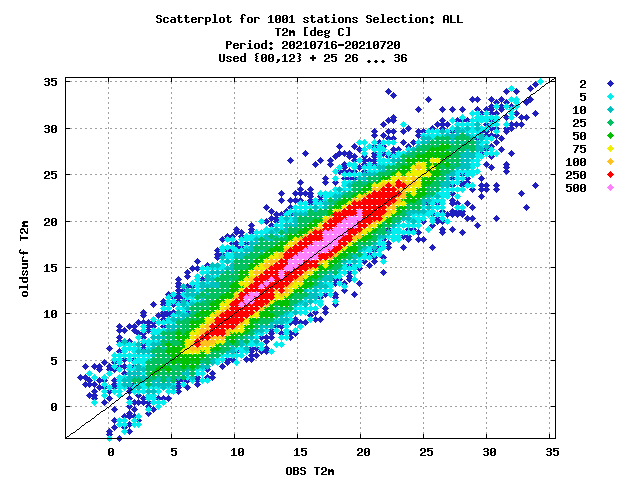 Scatterplot for 1001 stations Selection: ALL
T2m [deg C]
Period: 20210716-20210720
Used {00,12} + 25 26 ... 36
35
30
25
20
15
10
5
0
oldsurf T2m
0 5 10 15 20 25 30 35
OBS T2m
2
5
10
25
50
75
100
250
500